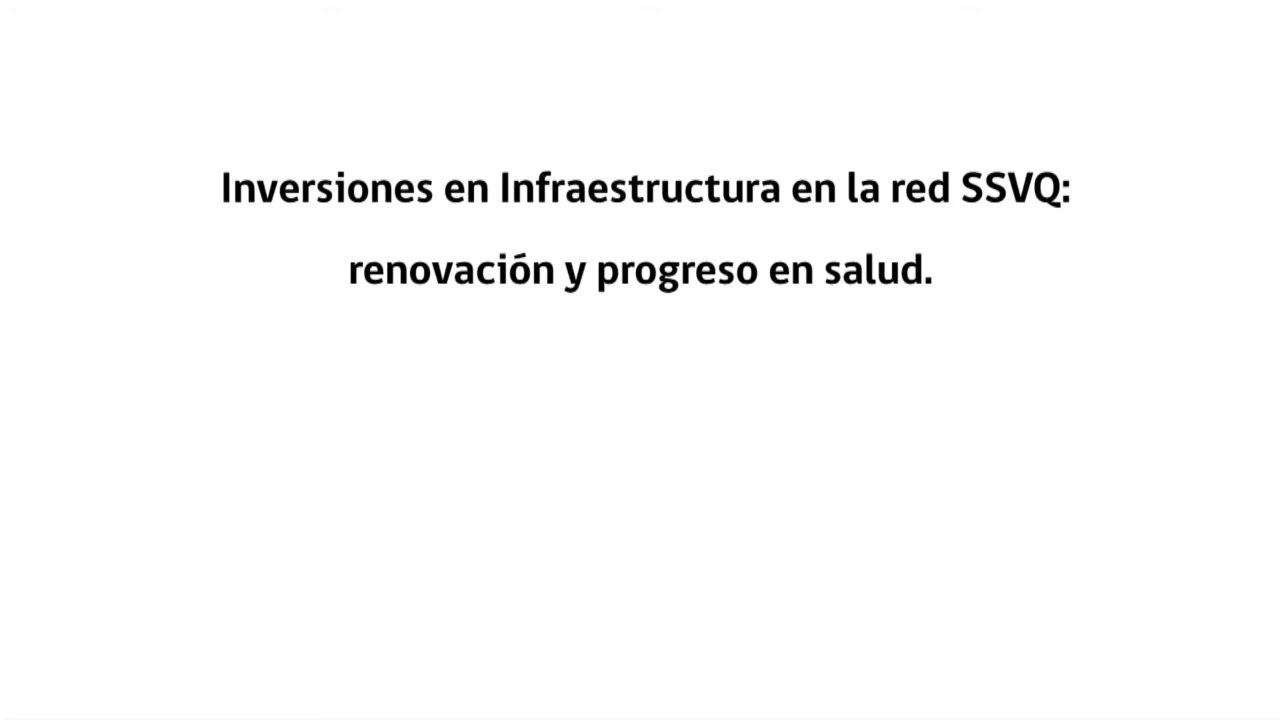 Inversiones en Infraestructura en la red SSVQ:
renovación y progreso en salud.